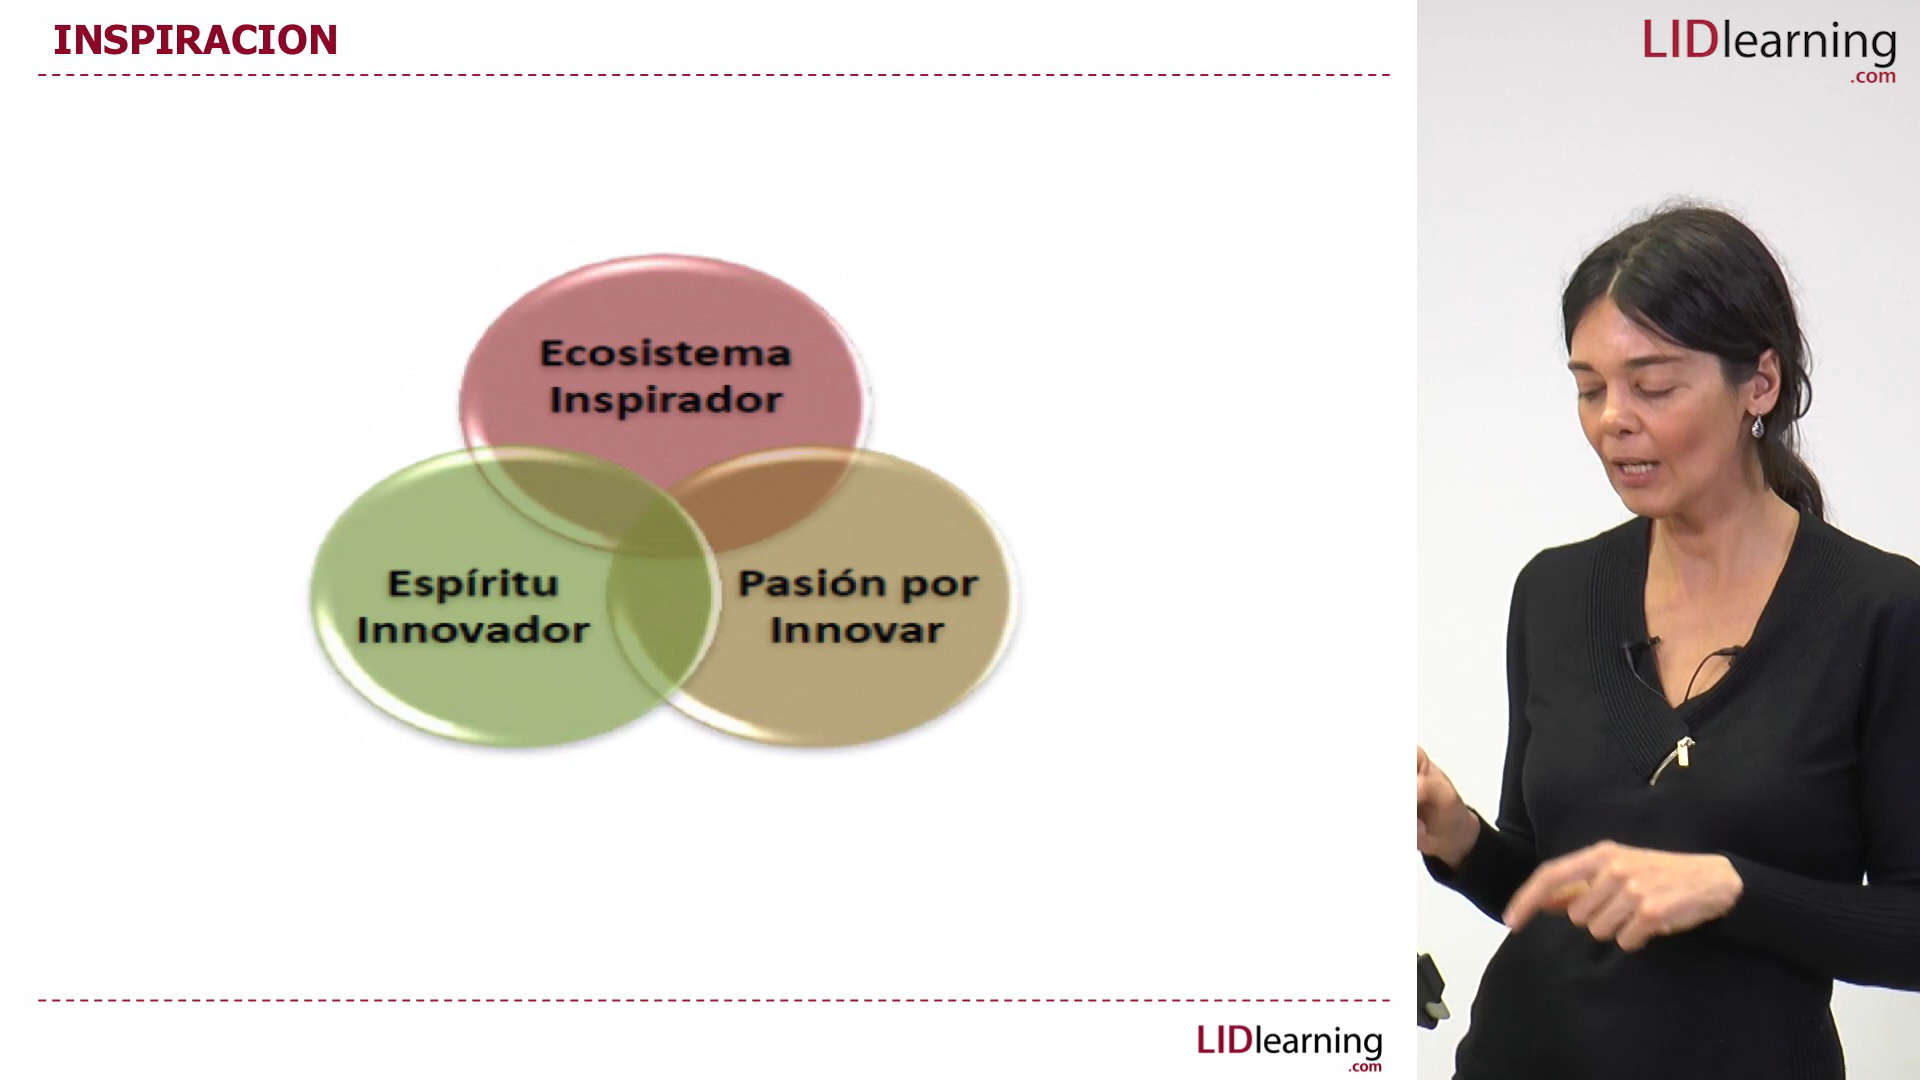 INSPIRACION
LIDlearning
.com
Ecosistema
Inspirador
Espíritu
Innovador
Pasión por
Innovar
LIDlearning
.com